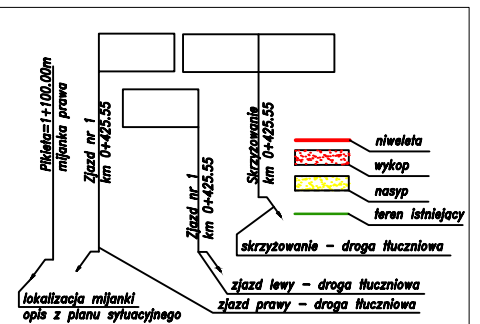 Pikieta=1+100.00m
mijanka prawa
Zjazd nr 1
km 0+425.55
Zjazd nr 1
km 0+425.55
Skrzyżowanie
km 0+425.55
niweleta
wykop
nasyp
teren istniejący
skrzyżowanie – droga tłuczniowa
zjazd lewy – droga tłuczniowa
zjazd prawy – droga tłuczniowa
lokalizacja mijanki
opis z planu sytuacyjnego